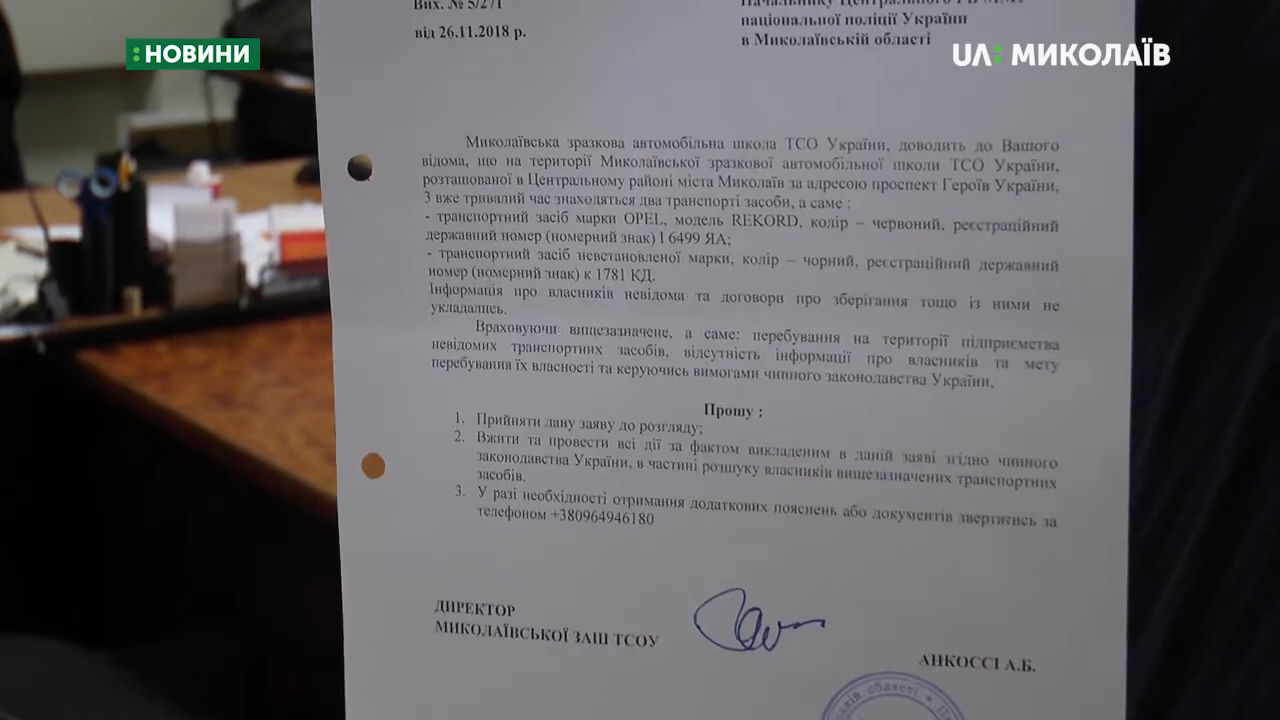 НОВИНИ
UA: МИКОЛАЇВ
Вих. № 5/271
від 26.11.2018 р.
Начальнику Центрального
національної поліції України
в Миколаївській області
Миколаївська зразкова автомобільна школа ТСО України, доводить до Вашого
відома, що на території Миколаївської зразкової автомобільної школи ТСО України,
розташованої в Центральному районі міста Миколаїв за адресою проспект Героїв України,
3 вже тривалий час знаходяться два транспорті засоби, а саме :
- транспортний засіб марки OPEL, модель REKORD, колір – червоний, реєстраційний
державний номер (номерний знак) І 6499 ЯА;
- транспортний засіб невстановленої марки, колір – чорний, реєстраційний державний
номер (номерний знак) к 1781 КД.
Інформація про власників невідома та договори про зберігання тощо із ними не
укладались.
Враховуючи вищезазначене, а саме: перебування на території підприємства
невідомих транспортних засобів, відсутність інформації про власників та мету
перебування їх власності та керуючись вимогами чинного законодавства України,
Прошу :
1. Прийняти дану заяву до розгляду;
2. Вжити та провести всі дії за фактом викладеним в даній заяві згідно чинного
законодавства України, в частині розшуку власників вищезазначених транспортних
засобів.
3. У разі необхідності отримання додаткових пояснень або документів звертатись за
телефоном +380964946180
ДИРЕКТОР
МИКОЛАЇВСЬКОЇ ЗАШ ТСОУ
АНКОССІ А.Б.
області